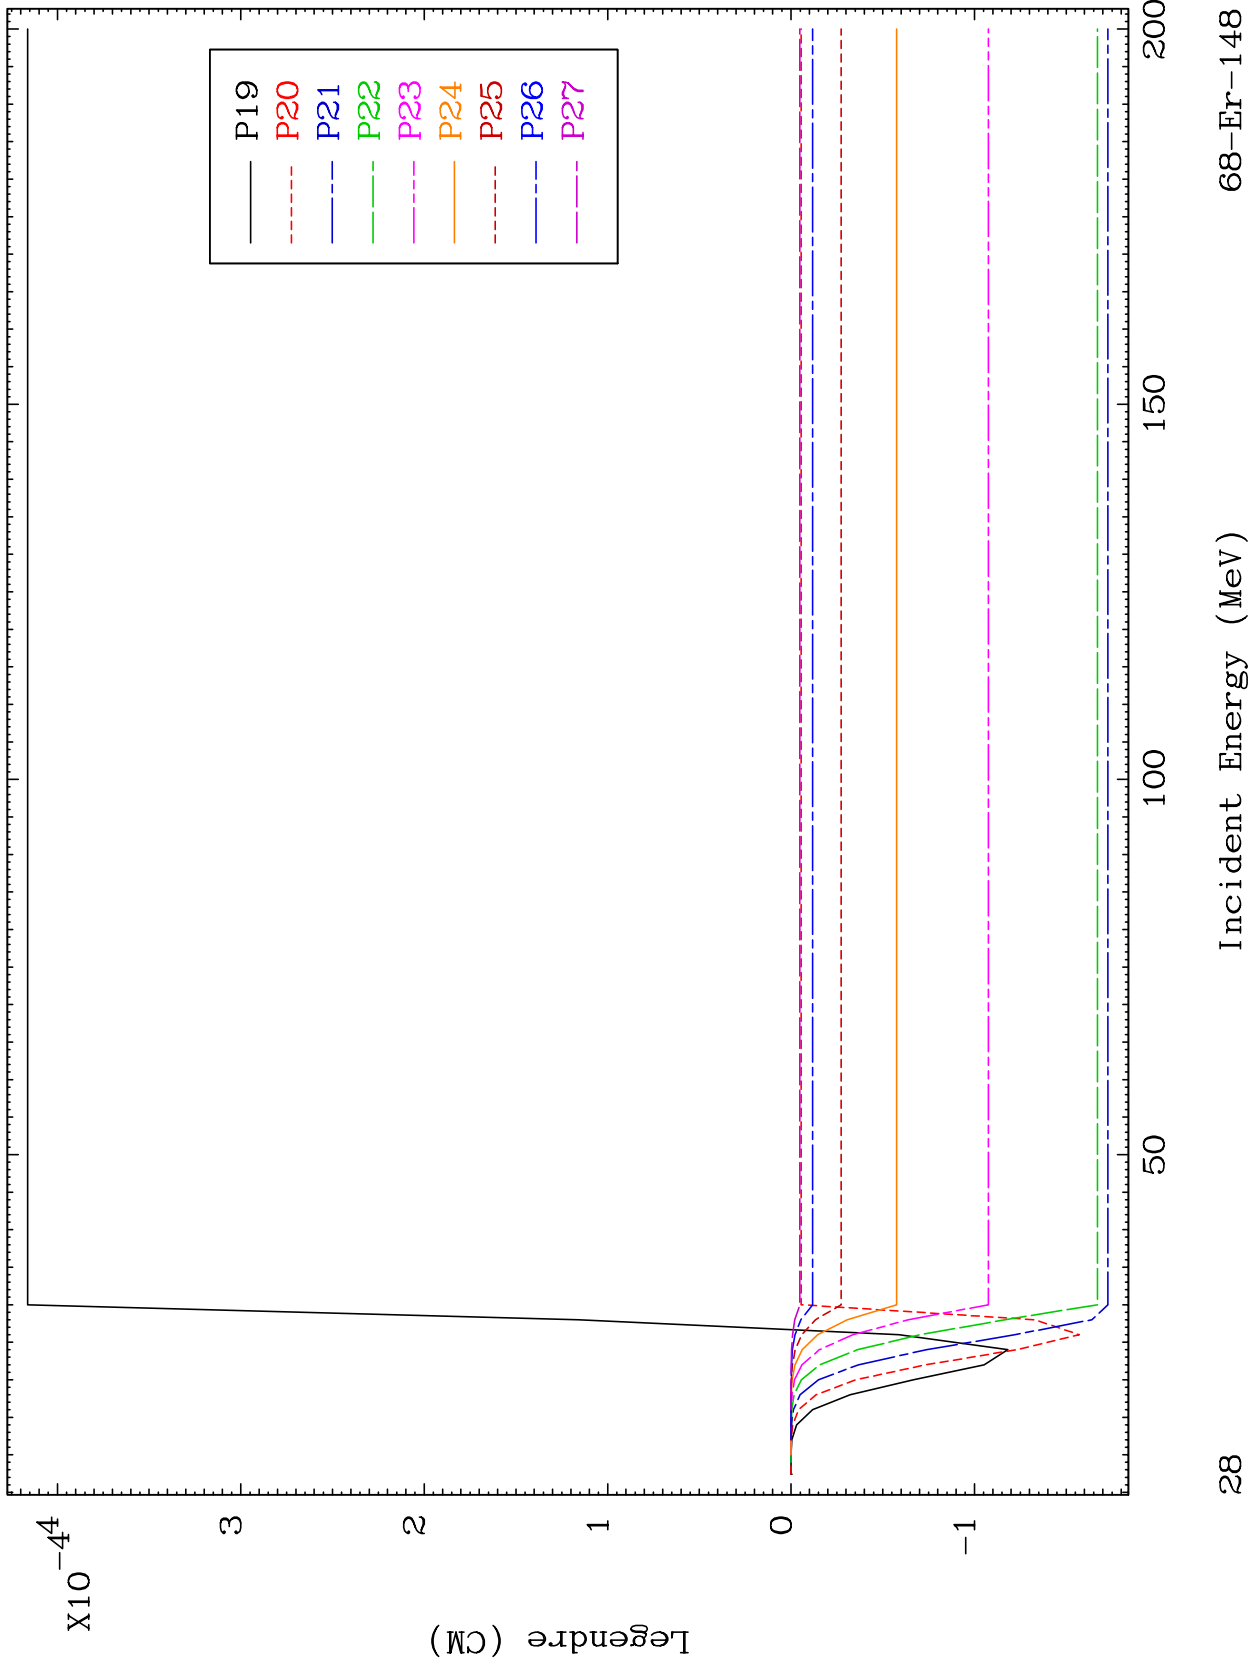 X10-4
4
3
2
1
0
-1
Legendre (CM)
P19
P20
P21
P22
P23
P24
P25
P26
P27
50
100
150
200
Incident Energy (MeV)
28
68-Er-148